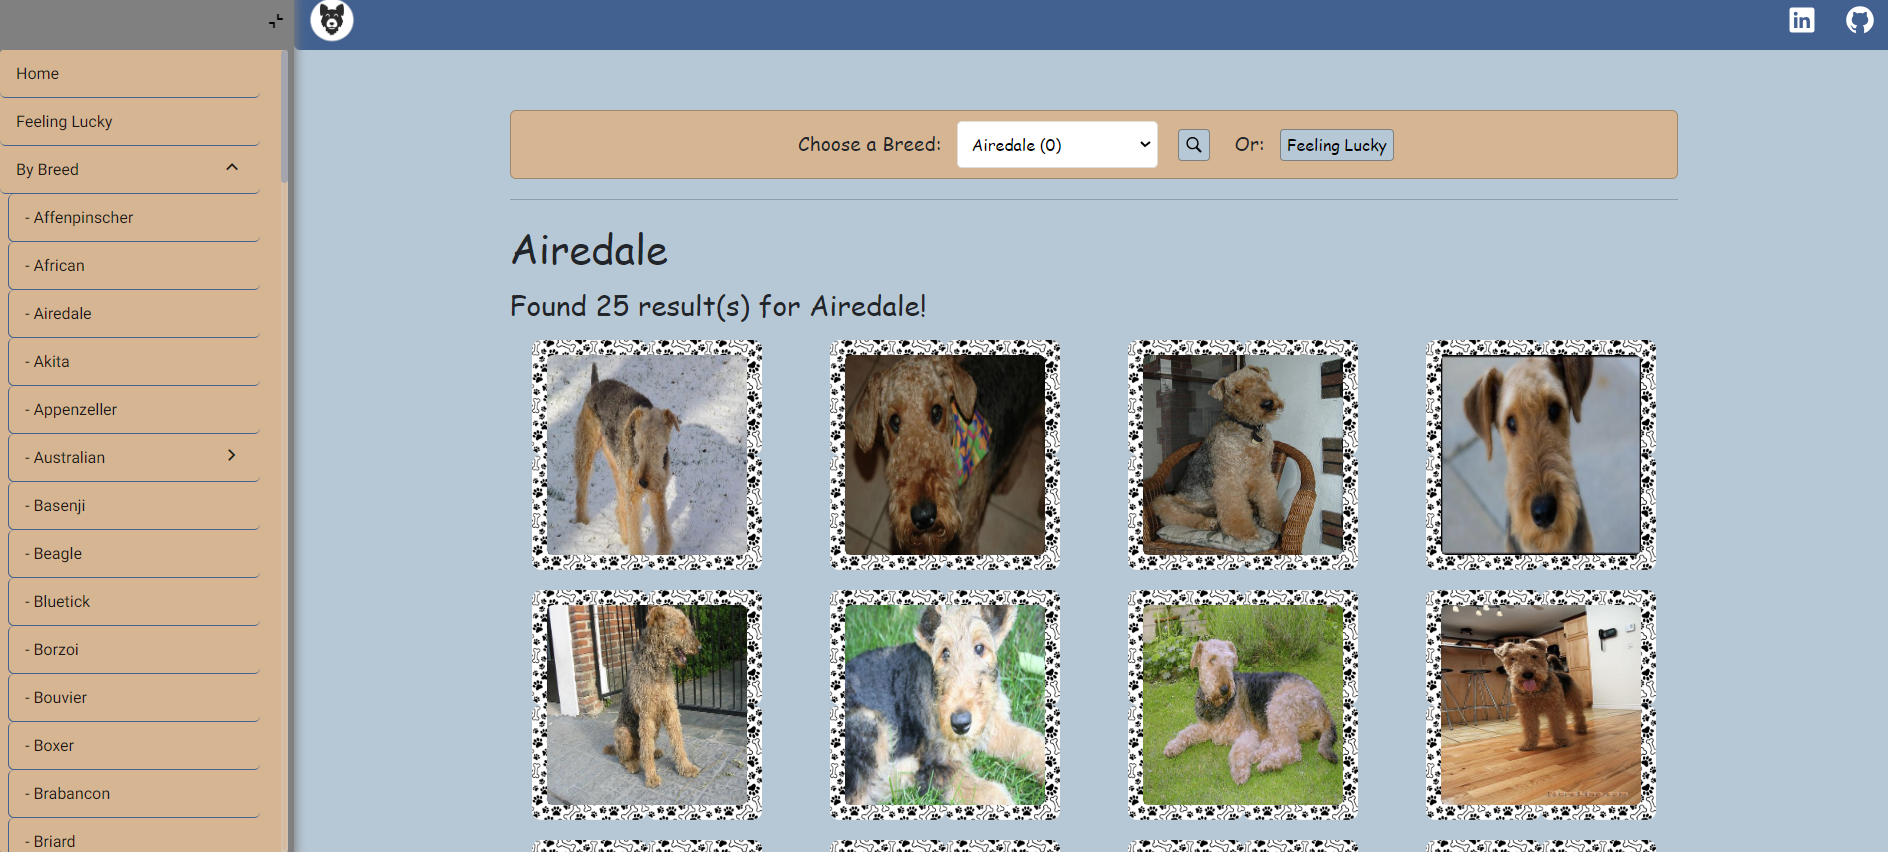 Home
Feeling Lucky
By Breed
- Affenpinscher
- African
- Airedale
- Akita
- Appenzeller
- Australian
- Basenji
- Beagle
- Bluetick
- Borzoi
- Bouvier
- Boxer
- Brabancon
- Briard
in
Choose a Breed: Airedale (0) Or: Feeling Lucky
Airedale
Found 25 result(s) for Airedale!